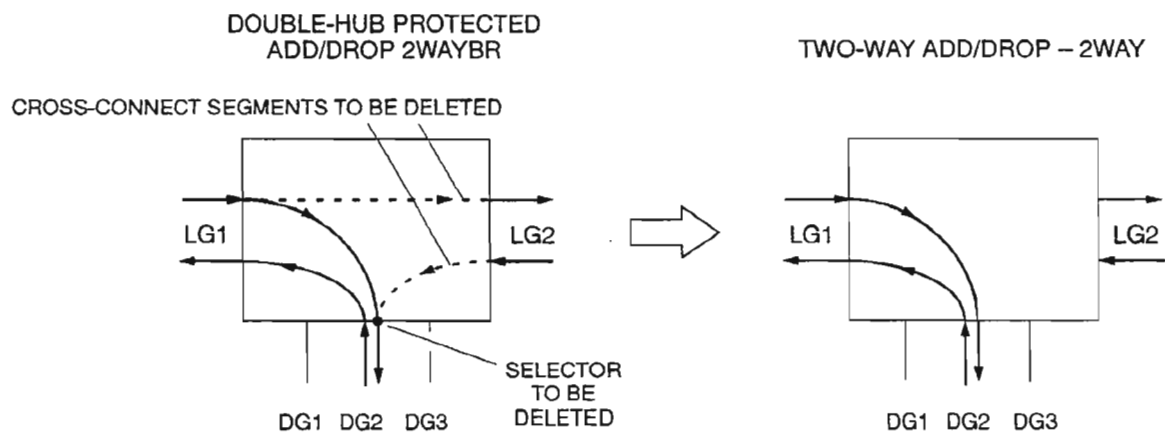 DOUBLE-HUB PROTECTED
ADD/DROP 2WAYBR
TWO-WAY ADD/DROP – 2WAY
CROSS-CONNECT SEGMENTS TO BE DELETED
LG1
LG2
LG1
LG2
SELECTOR
TO BE
DELETED
DG1 DG2 DG3
DG1 DG2 DG3